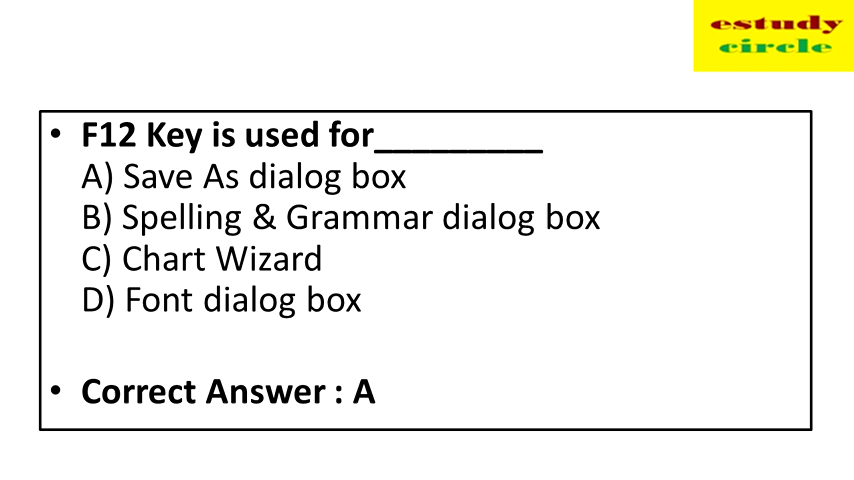 estudy
circle
• F12 Key is used for_________
A) Save As dialog box
B) Spelling & Grammar dialog box
C) Chart Wizard
D) Font dialog box
• Correct Answer : A